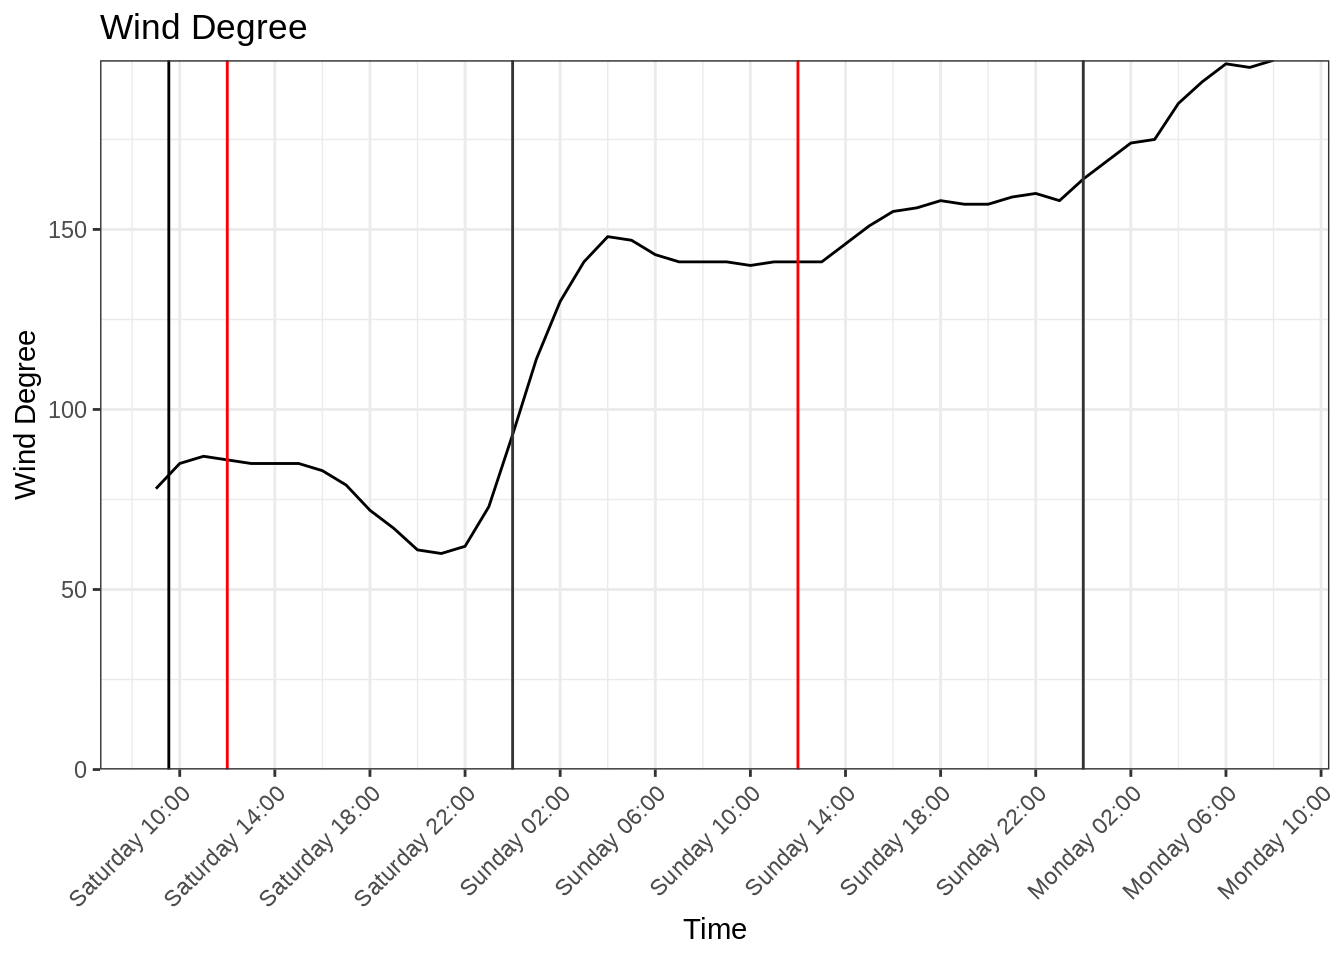 Wind Degree
Wind Degree
150
100
50
0
Saturday 10:00
Saturday 14:00
Saturday 18:00
Saturday 22:00
Sunday 02:00
Sunday 06:00
Sunday 10:00
Sunday 14:00
Sunday 18:00
Sunday 22:00
Monday 02:00
Monday 06:00
Monday 10:00
Time